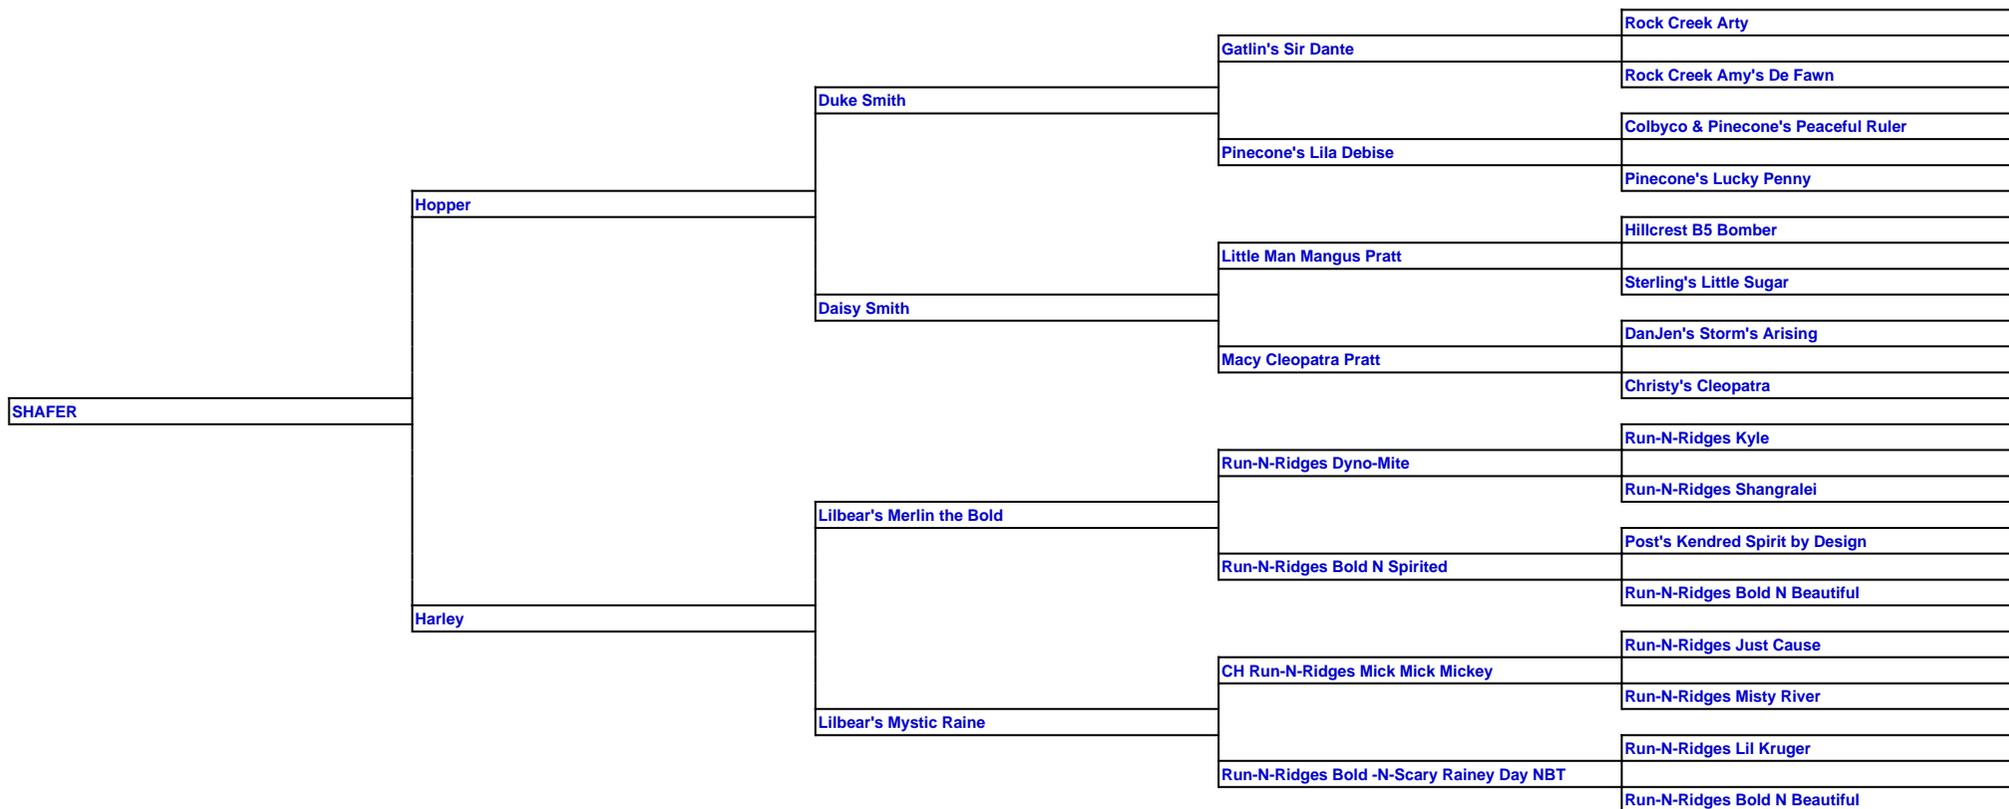 Rock Creek Arty
Gatlin's Sir Dante
Rock Creek Amy's De Fawn
Duke Smith
Colbyco & Pinecone's Peaceful Ruler
Pinecone's Lila Debise
Pinecone's Lucky Penny
Hopper
Hillcrest B5 Bomber
Little Man Mangus Pratt
Sterling's Little Sugar
Daisy Smith
DanJen's Storm's Arising
Macy Cleopatra Pratt
Christy's Cleopatra
SHAFER
Run-N-Ridges Kyle
Run-N-Ridges Dyno-Mite
Run-N-Ridges Shangralei
Lilbear's Merlin the Bold
Post's Kendred Spirit by Design
Run-N-Ridges Bold N Spirited
Run-N-Ridges Bold N Beautiful
Harley
Run-N-Ridges Just Cause
CH Run-N-Ridges Mick Mick Mickey
Run-N-Ridges Misty River
Lilbear's Mystic Raine
Run-N-Ridges Lil Kruger
Run-N-Ridges Bold -N-Scary Rainey Day NBT
Run-N-Ridges Bold N Beautiful